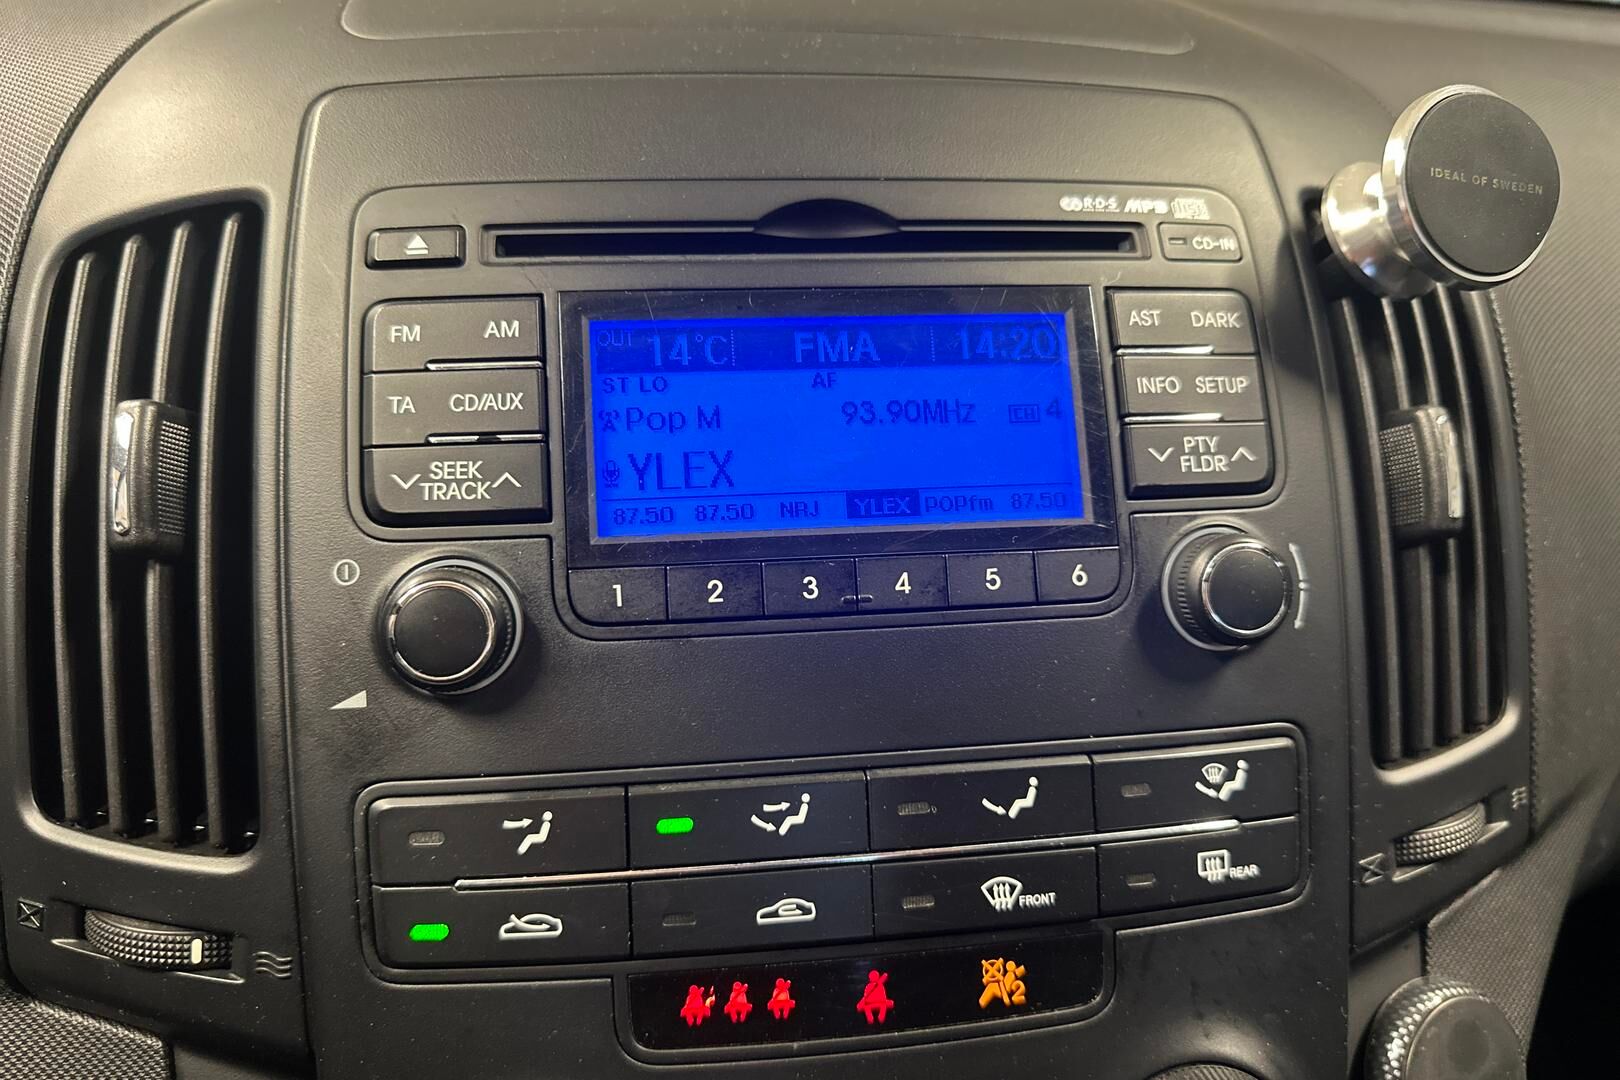 IDEAL OF SWEDEN
R·D·S MP3
CD-IN
FM AM
TA CD/AUX
SEEK
TRACK
OUT 14°C FMA 14:20
ST LO AF
Pop M 93.90MHz CH 4
YLEX
87.50 87.50 NRJ YLEX POPfm 87.50
AST DARK
INFO SETUP
PTY
FLDR
1 2 3 4 5 6
FRONT
REAR
2